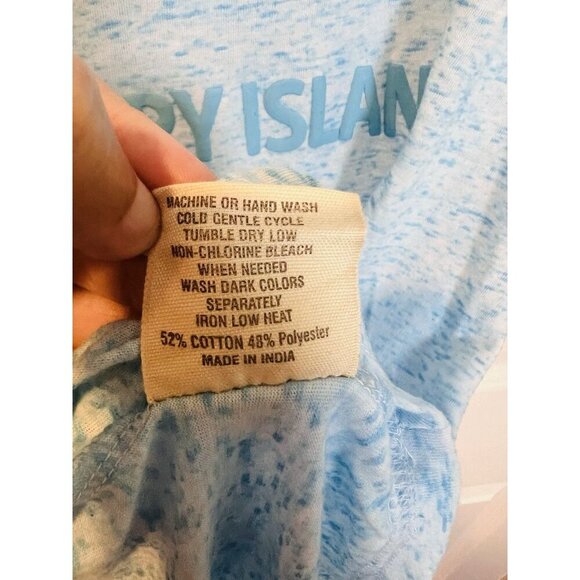 RY ISLAN
MACHINE OR HAND WASH
COLD GENTLE CYCLE
TUMBLE DRY LOW
NON-CHLORINE BLEACH
WHEN NEEDED
WASH DARK COLORS
SEPARATELY
IRON LOW HEAT
52% COTTON 48% Polyester
MADE IN INDIA